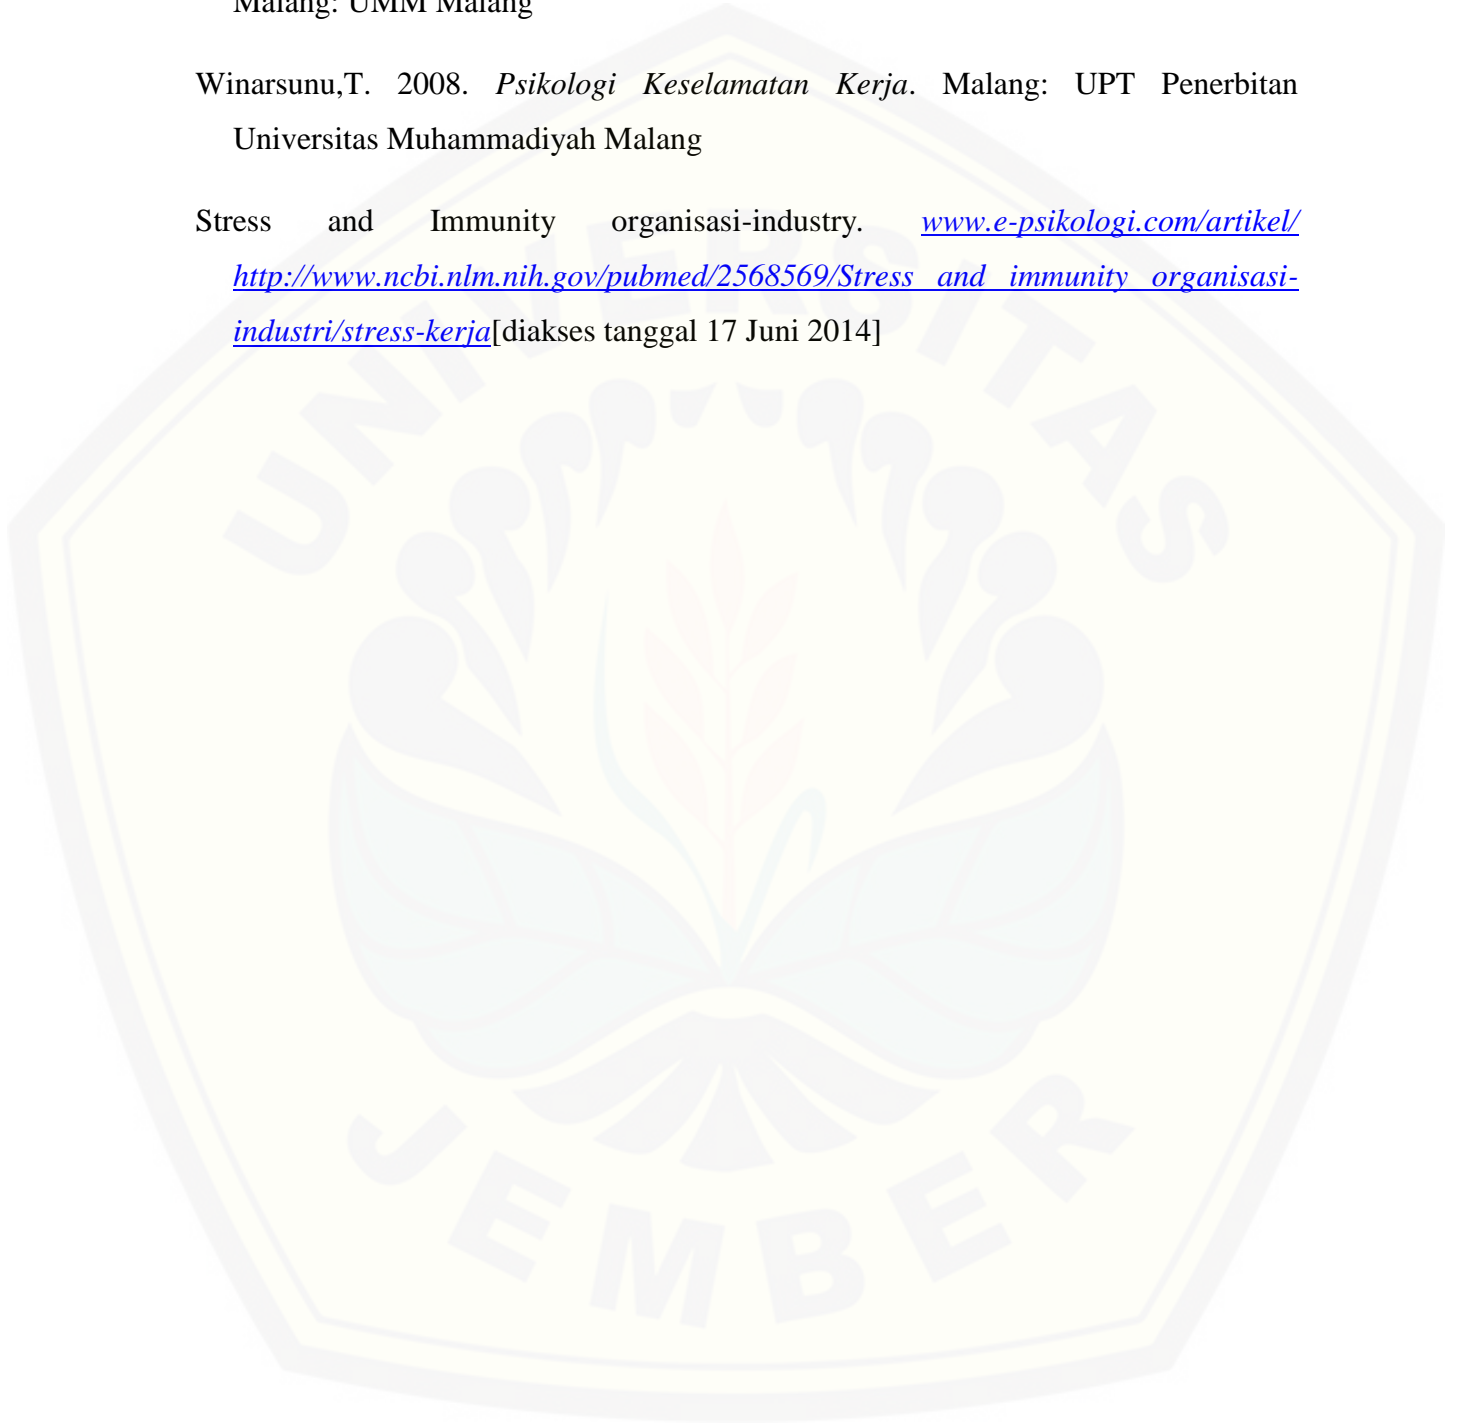 Malang: UMM Malang
Winarsunu,T. 2008. Psikologi Keselamatan Kerja. Malang: UPT Penerbitan
Universitas Muhammadiyah Malang
Stress and Immunity organisasi-industry. www.e-psikologi.com/artikel/
http://www.ncbi.nlm.nih.gov/pubmed/2568569/Stress and immunity organisasi-
industri/stress-kerja[diakses tanggal 17 Juni 2014]
UNIVERSITAS
JEMBER